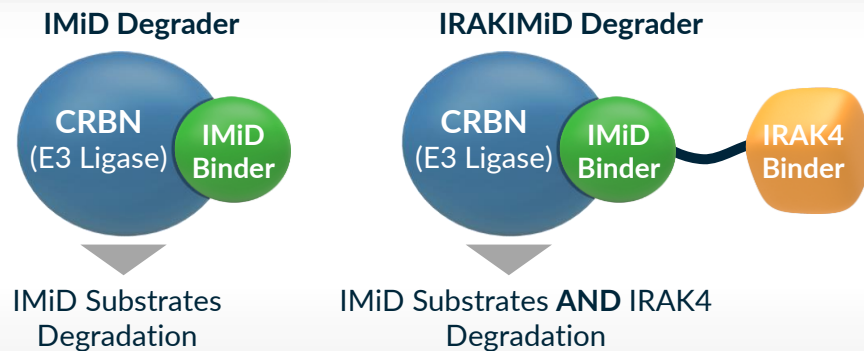 IMiD Degrader
CRBN
(E3 Ligase)
IMiD
Binder
IMiD Substrates
Degradation
IRAKIMiD Degrader
CRBN
(E3 Ligase)
IMiD
Binder
IRAK4
Binder
IMiD Substrates AND IRAK4
Degradation